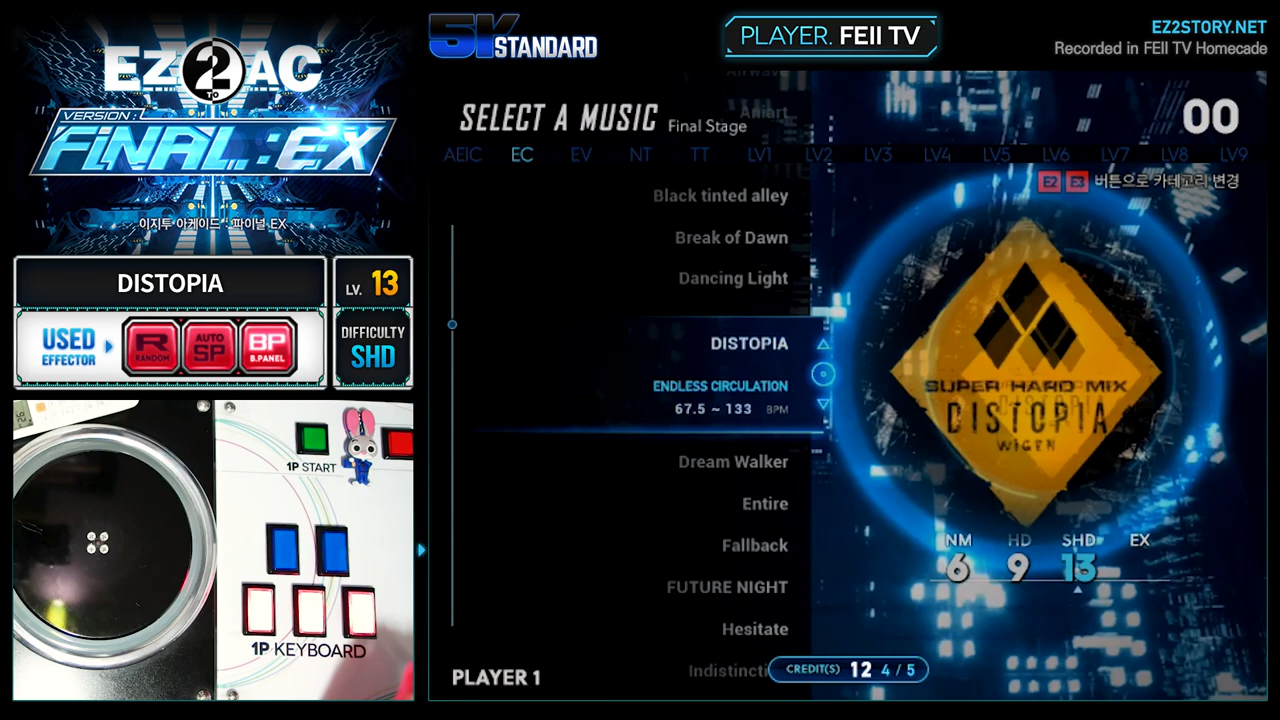 EZ2AC
TO
VERSION :
FiNAL:EX
이지투 아케이드 : 파이널 EX
DISTOPIA
LV. 13
USED
EFFECTOR
R
RANDOM
AUTO
SP
BP
B.PANEL
DIFFICULTY
SHD
1P START
1P KEYBOARD
5K STANDARD
PLAYER. FEII TV
EZ2STORY.NET
Recorded in FEII TV Homecade
Airwave
Aniart
SELECT A MUSIC
Final Stage
00
AEIC EC EV NT TT LV1 LV2 LV3 LV4 LV5 LV6 LV7 LV8 LV9
E2 E3 버튼으로 카테고리 변경
Black tinted alley
Break of Dawn
Dancing Light
DISTOPIA
ENDLESS CIRCULATION
67.5 ~ 133 BPM
Dream Walker
Entire
Fallback
FUTURE NIGHT
Hesitate
SUPER HARD MIX
DISTOPIA
WIGEN
NM HD SHD EX
6 9 13
PLAYER 1
CREDIT(S) 12 4 / 5